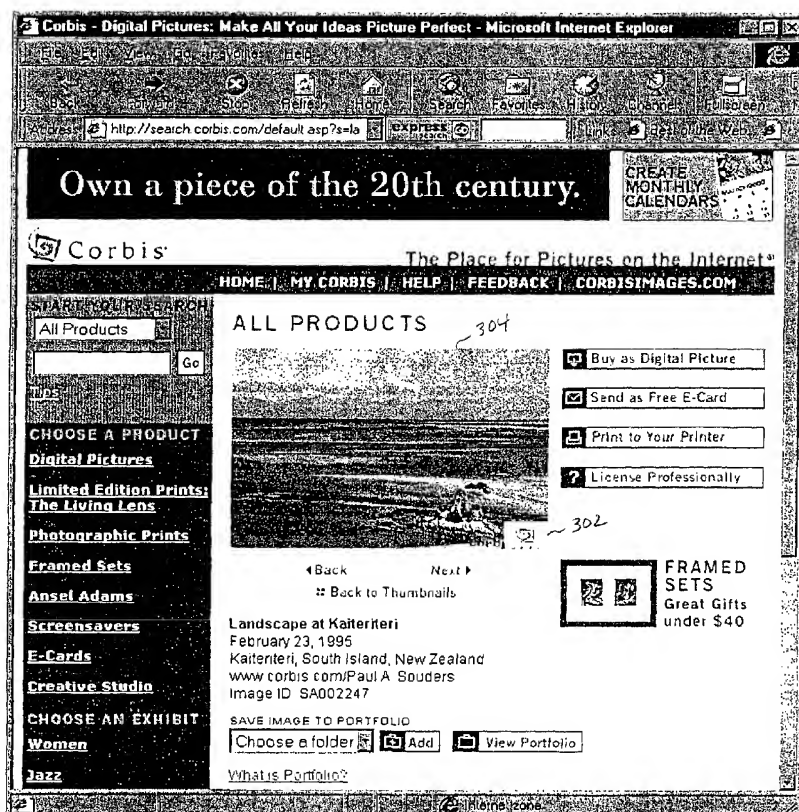 Corbis - Digital Pictures: Make All Your Ideas Picture Perfect - Microsoft Internet Explorer
File Edit View Go Favorites Help
Back Forward Stop Refresh Home Search Favorites History Channels Fullscreen
Address http://search.corbis.com/default.asp?s=la express search Links Best of the Web
Own a piece of the 20th century.
CREATE
MONTHLY
CALENDARS
Corbis
The Place for Pictures on the Internet
HOME | MY CORBIS | HELP | FEEDBACK | CORBISIMAGES.COM
START YOUR SEARCH
All Products
Go
Tips
CHOOSE A PRODUCT
Digital Pictures
Limited Edition Prints:
The Living Lens
Photographic Prints
Framed Sets
Ansel Adams
Screensavers
E-Cards
Creative Studio
CHOOSE AN EXHIBIT
Women
Jazz
ALL PRODUCTS
304
302
Buy as Digital Picture
Send as Free E-Card
Print to Your Printer
? License Professionally
Back Next
Back to Thumbnails
FRAMED
SETS
Great Gifts
under $40
Landscape at Kaiteriteri
February 23, 1995
Kaiteriteri, South Island, New Zealand
www.corbis.com/Paul A. Souders
Image ID SA002247
SAVE IMAGE TO PORTFOLIO
Choose a folder Add View Portfolio
What is Portfolio?
Internet zone